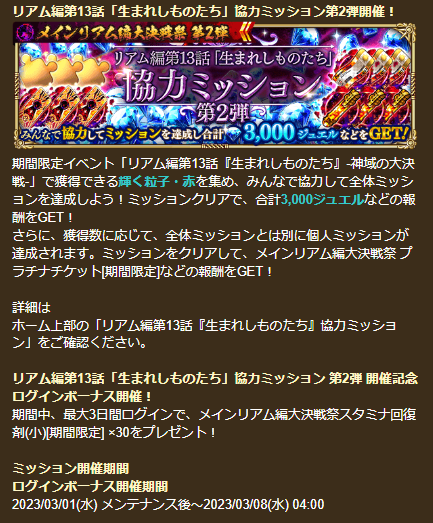 リアム編第13話「生まれしものたち」協力ミッション第2弾開催！
メインリアム編大決戦祭 第2弾
リアム編第13話「生まれしものたち」
協力ミッション
第2弾
みんなで協力してミッションを達成し合計3,000ジュエルなどをGET!
期間限定イベント「リアム編第13話『生まれしものたち』-神域の大決
戦-」で獲得できる輝く粒子・赤を集め、みんなで協力して全体ミッショ
ンを達成しよう！ミッションクリアで、合計3,000ジュエルなどの報
酬をGET！
さらに、獲得数に応じて、全体ミッションとは別に個人ミッションが
達成されます。ミッションをクリアして、メインリアム編大決戦祭 プ
ラチナチケット[期間限定]などの報酬をGET！
詳細は
ホーム上部の「リアム編第13話『生まれしものたち』協力ミッショ
ン」をご確認ください。
リアム編第13話「生まれしものたち」協力ミッション 第2弾 開催記念
ログインボーナス開催！
期間中、最大3日間ログインで、メインリアム編大決戦祭スタミナ回復
剤(小)[期間限定] ×30をプレゼント！
ミッション開催期間
ログインボーナス開催期間
2023/03/01(水) メンテナンス後～2023/03/08(水) 04:00